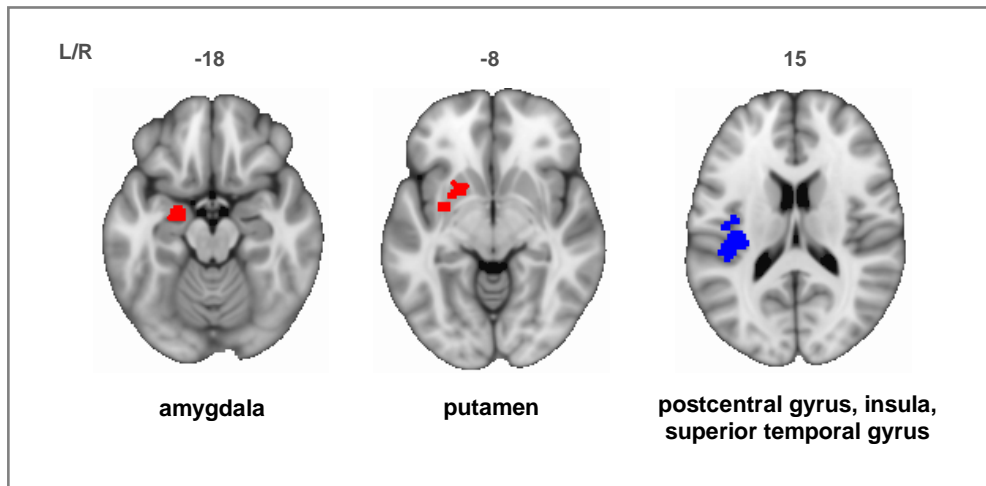 L/R
-18
-8
15
amygdala
putamen
postcentral gyrus, insula,
superior temporal gyrus